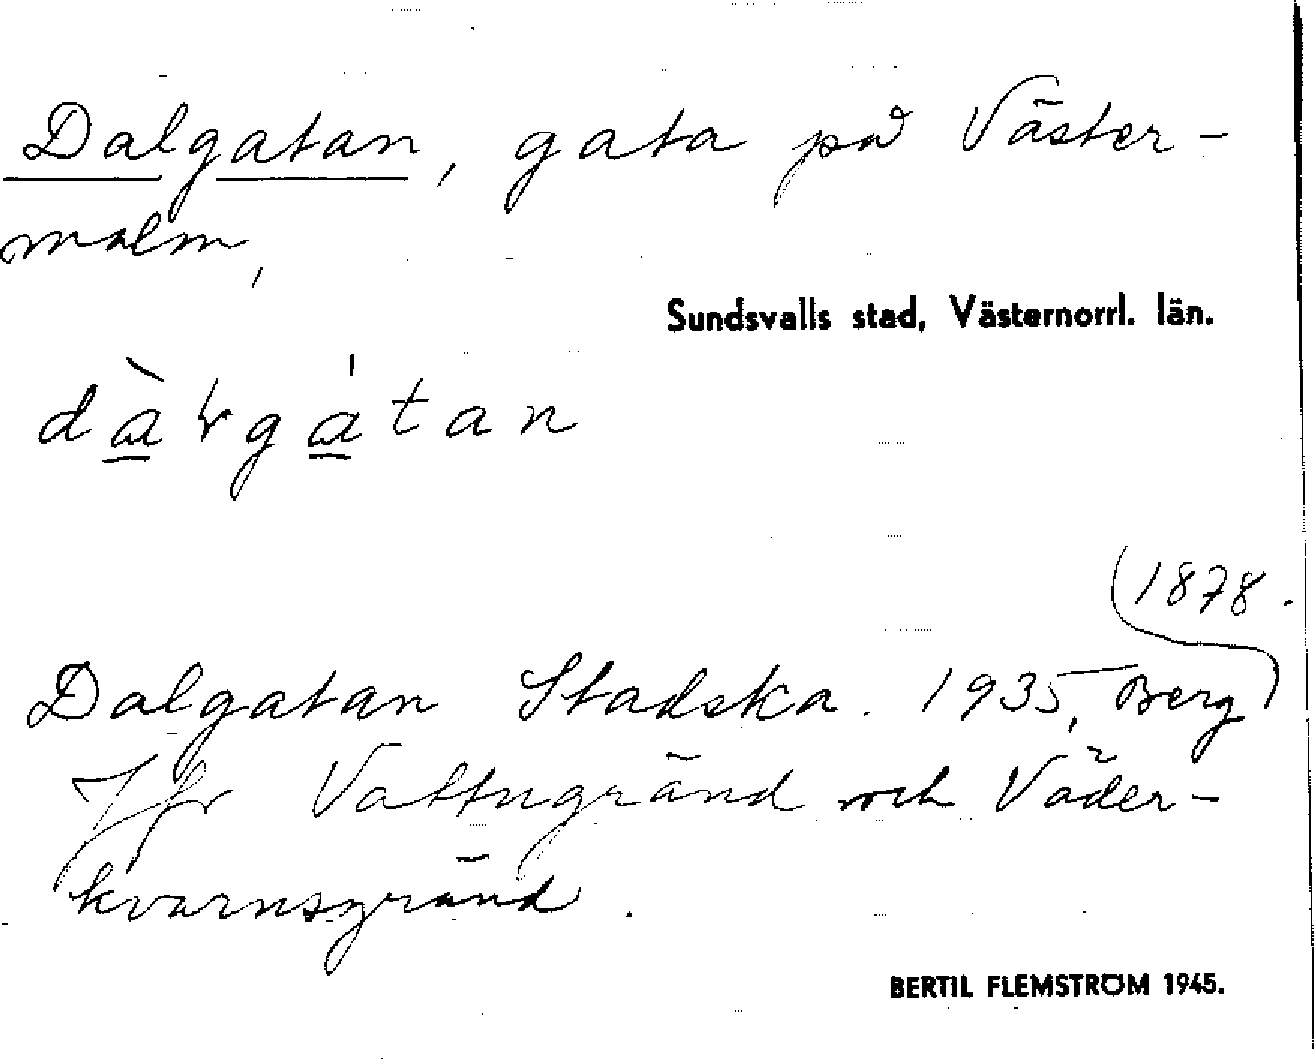 Dalgatan, gata på Väster-
malm,
Sundsvalls stad, Västernorrl. län.
dàƚgátan
1878.
Dalgatan Stadska. 1935, Berg
Jfr Vattugränd och Väder-
kvarnsgränd.
BERTIL FLEMSTRÖM 1945.